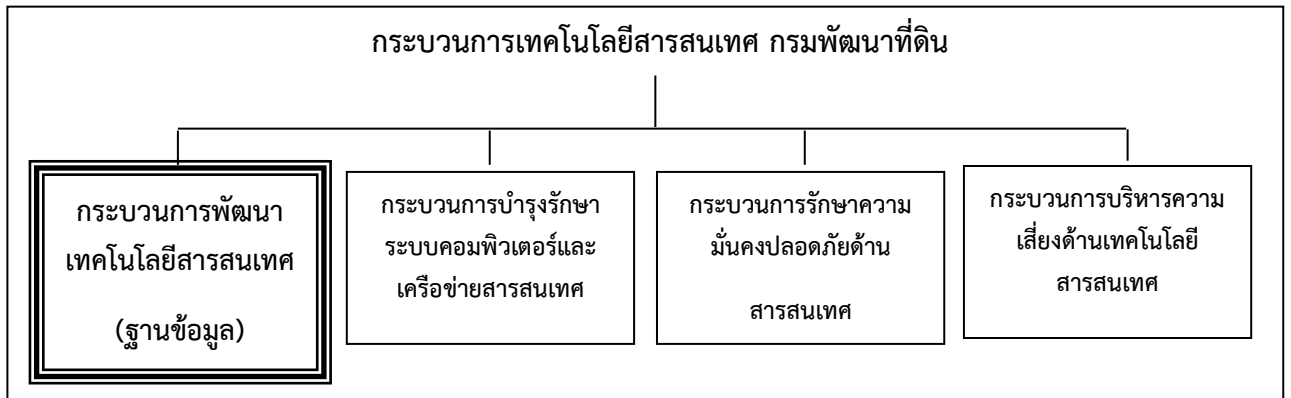 กระบวนการเทคโนโลยีสารสนเทศ กรมพัฒนาที่ดิน
กระบวนการพัฒนา
เทคโนโลยีสารสนเทศ
(ฐานข้อมูล)
กระบวนการบำรุงรักษา
ระบบคอมพิวเตอร์และ
เครือข่ายสารสนเทศ
กระบวนการรักษาความ
มั่นคงปลอดภัยด้าน
สารสนเทศ
กระบวนการบริหารความ
เสี่ยงด้านเทคโนโลยี
สารสนเทศ